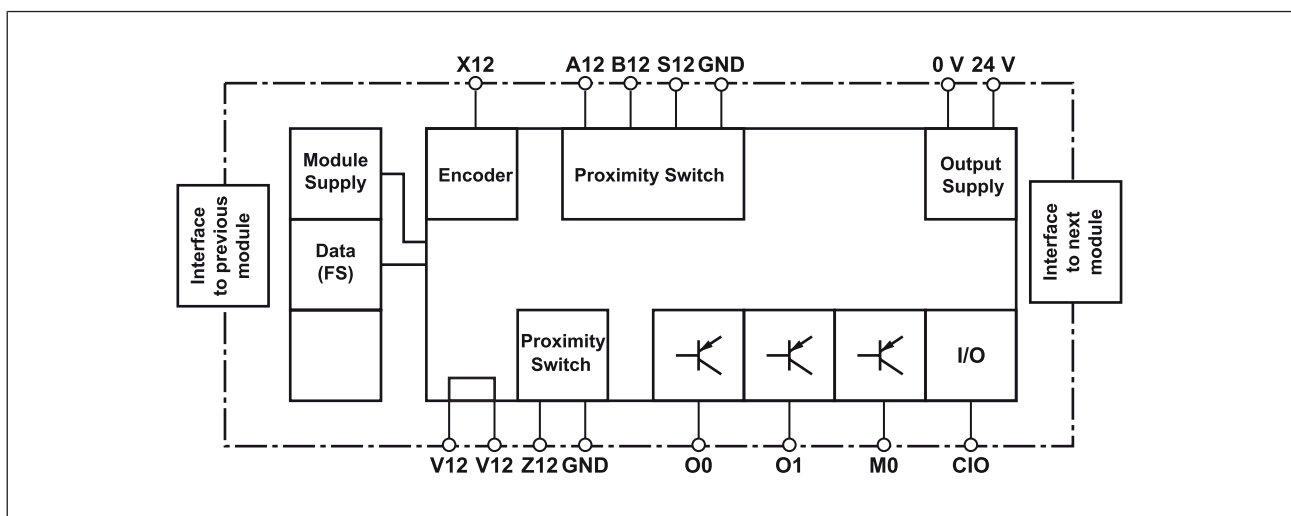 X12 A12 B12 S12 GND 0 V 24 V
Interface
to previous
module
Module
Supply
Data
(FS)
Encoder
Proximity Switch
Output
Supply
Interface
to next
module
Proximity
Switch
I/O
V12 V12 Z12 GND O0 O1 M0 CIO